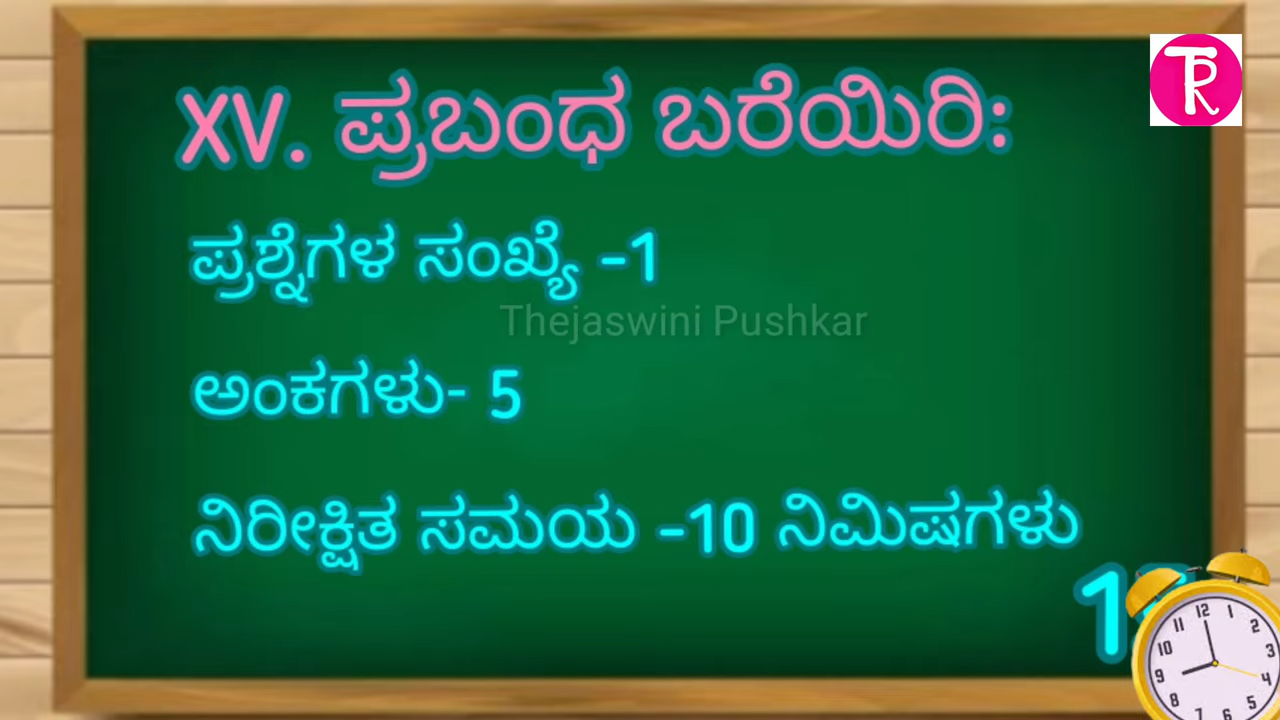 XV. ಪ್ರಬಂಧ ಬರೆಯಿರಿ:
ಪ್ರಶ್ನೆಗಳ ಸಂಖ್ಯೆ -1
Thejaswini Pushkar
ಅಂಕಗಳು- 5
ನಿರೀಕ್ಷಿತ ಸಮಯ -10 ನಿಮಿಷಗಳು